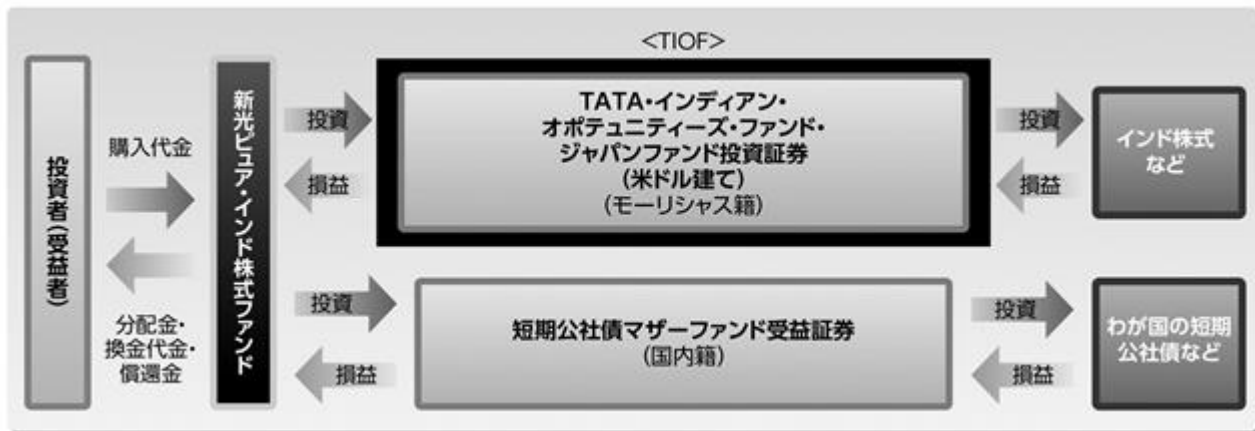 <TIOF>
投資者(受益者)
購入代金
分配金・
換金代金・
償還金
新光ピュア・インド株式ファンド
投資
損益
TATA・インディアン・
オポテュニティーズ・ファンド・
ジャパンファンド投資証券
(米ドル建て)
(モーリシャス籍)
投資
損益
インド株式
など
投資
損益
短期公社債マザーファンド受益証券
(国内籍)
投資
損益
わが国の短期
公社債など